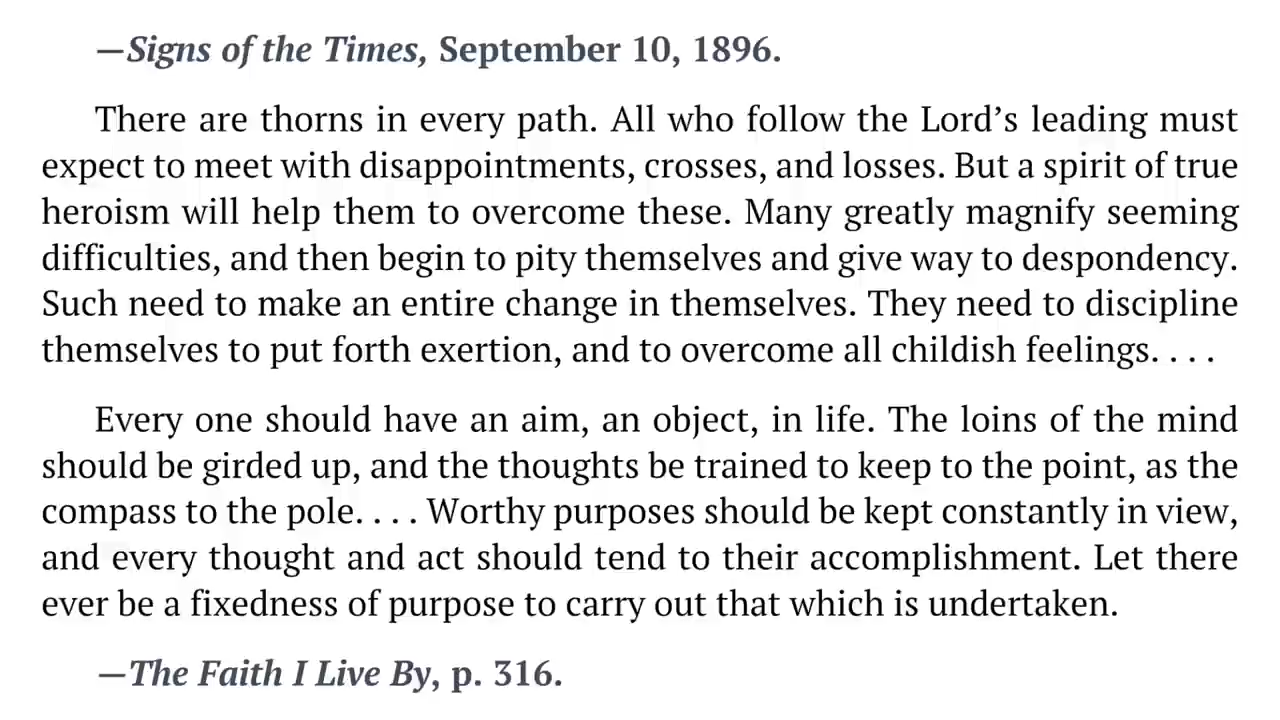 —Signs of the Times, September 10, 1896.
There are thorns in every path. All who follow the Lord’s leading must
expect to meet with disappointments, crosses, and losses. But a spirit of true
heroism will help them to overcome these. Many greatly magnify seeming
difficulties, and then begin to pity themselves and give way to despondency.
Such need to make an entire change in themselves. They need to discipline
themselves to put forth exertion, and to overcome all childish feelings. . . .
Every one should have an aim, an object, in life. The loins of the mind
should be girded up, and the thoughts be trained to keep to the point, as the
compass to the pole. . . . Worthy purposes should be kept constantly in view,
and every thought and act should tend to their accomplishment. Let there
ever be a fixedness of purpose to carry out that which is undertaken.
—The Faith I Live By, p. 316.